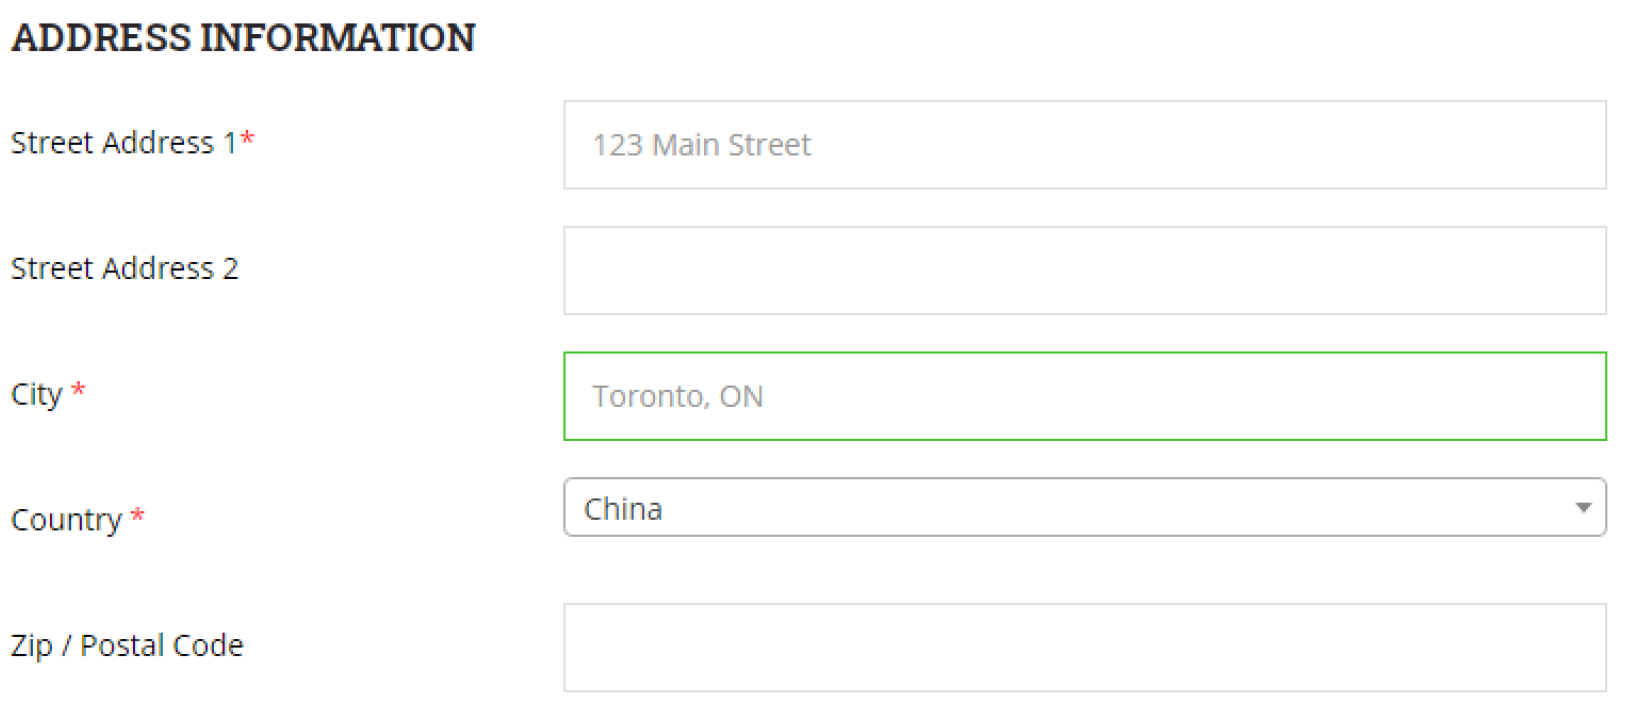 ADDRESS INFORMATION
Street Address 1* 123 Main Street
Street Address 2
City * Toronto, ON
Country * China
Zip / Postal Code